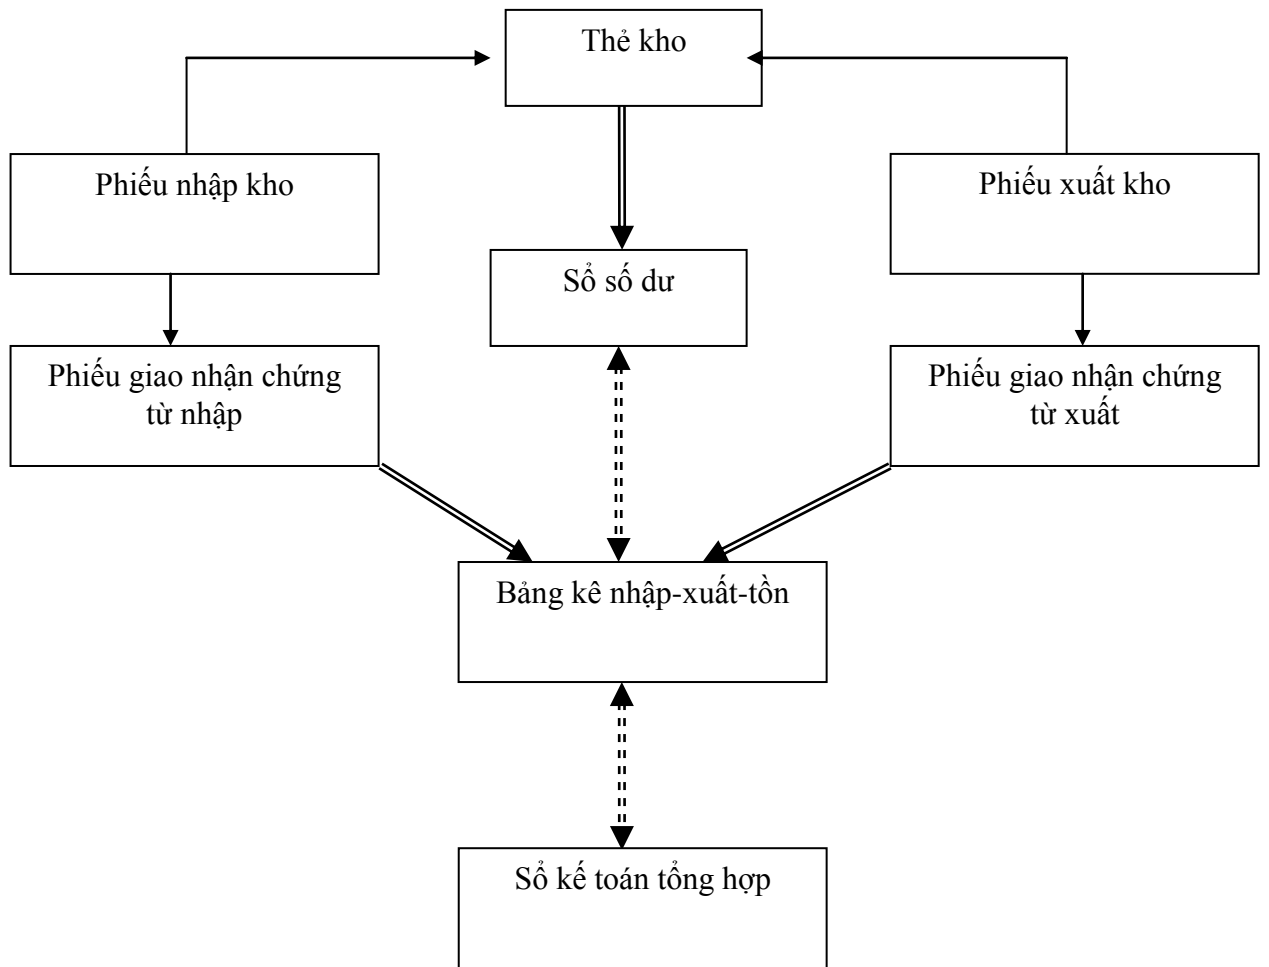 Thẻ kho
Phiếu nhập kho
Phiếu xuất kho
Sổ số dư
Phiếu giao nhận chứng
từ nhập
Phiếu giao nhận chứng
từ xuất
Bảng kê nhập-xuất-tồn
Sổ kế toán tổng hợp